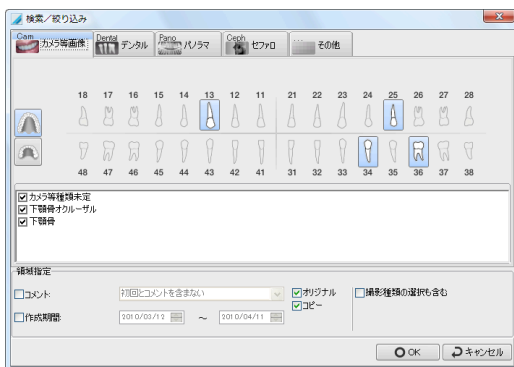 検索／絞り込み
Cam カメラ等画像 Dental デンタル Pano パノラマ Ceph セファロ その他
18 17 16 15 14 13 12 11 21 22 23 24 25 26 27 28
48 47 46 45 44 43 42 41 31 32 33 34 35 36 37 38
カメラ等種類未定
下顎骨オクルーザル
下顎骨
領域指定
コメント: 初回とコメントを含まない オリジナル 撮影種類の選択も含む
コピー
作成期間: 2010/03/12 ～ 2010/04/11
OK キャンセル